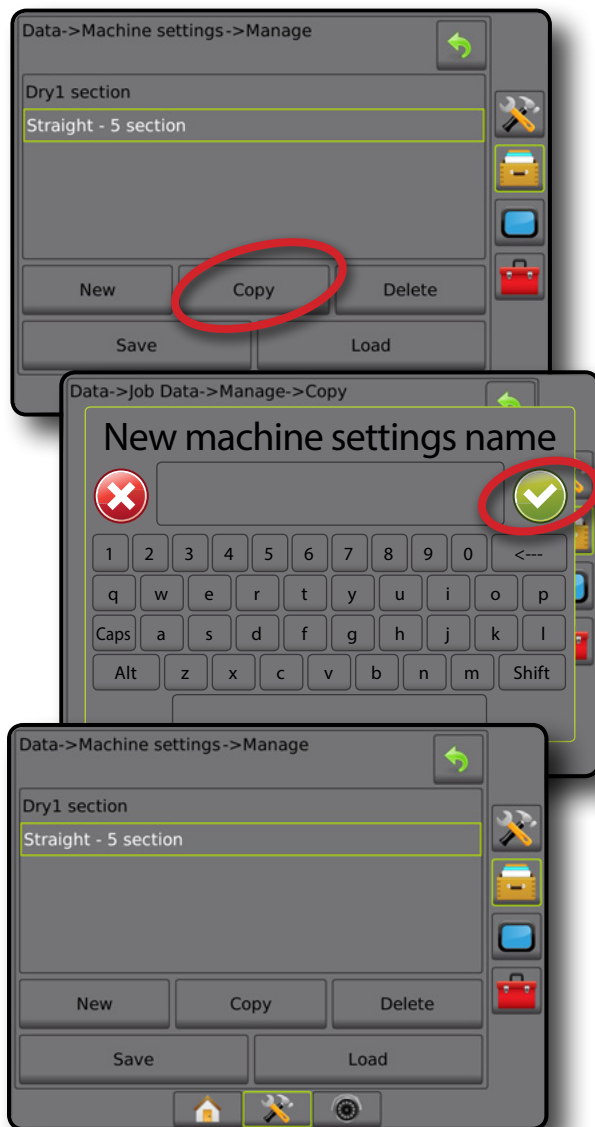 Data->Machine settings->Manage
Dry1 section
Straight - 5 section
New Copy Delete
Save Load
Data->Job Data->Manage->Copy
New machine settings name
1 2 3 4 5 6 7 8 9 0 <---
q w e r t y u i o p
Caps a s d f g h j k l
Alt z x c v b n m Shift
Data->Machine settings->Manage
Dry1 section
Straight - 5 section
New Copy Delete
Save Load